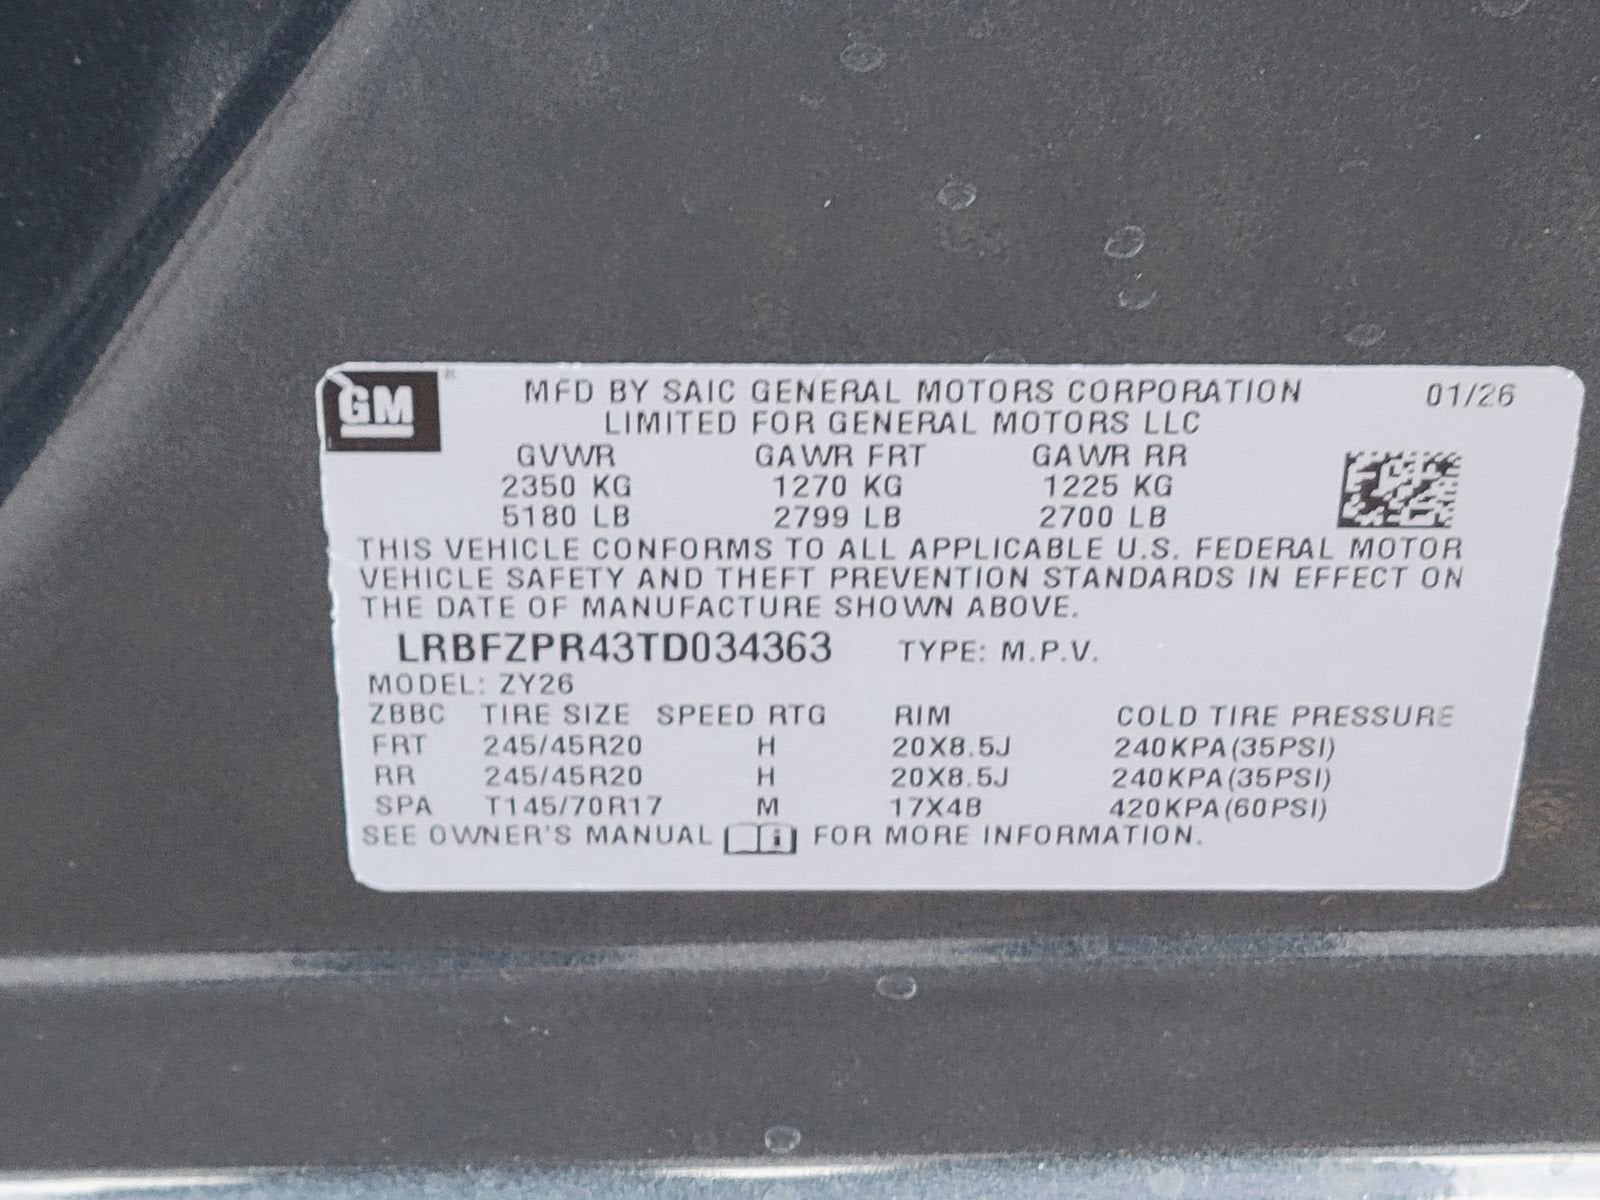 GM ® MFD BY SAIC GENERAL MOTORS CORPORATION 01/26
LIMITED FOR GENERAL MOTORS LLC
GVWR GAWR FRT GAWR RR
2350 KG 1270 KG 1225 KG
5180 LB 2799 LB 2700 LB
THIS VEHICLE CONFORMS TO ALL APPLICABLE U.S. FEDERAL MOTOR
VEHICLE SAFETY AND THEFT PREVENTION STANDARDS IN EFFECT ON
THE DATE OF MANUFACTURE SHOWN ABOVE.
LRBFZPR43TD034363 TYPE: M.P.V.
MODEL: ZY26
ZBBC TIRE SIZE SPEED RTG RIM COLD TIRE PRESSURE
FRT 245/45R20 H 20X8.5J 240KPA(35PSI)
RR 245/45R20 H 20X8.5J 240KPA(35PSI)
SPA T145/70R17 M 17X4B 420KPA(60PSI)
SEE OWNER'S MANUAL i FOR MORE INFORMATION.